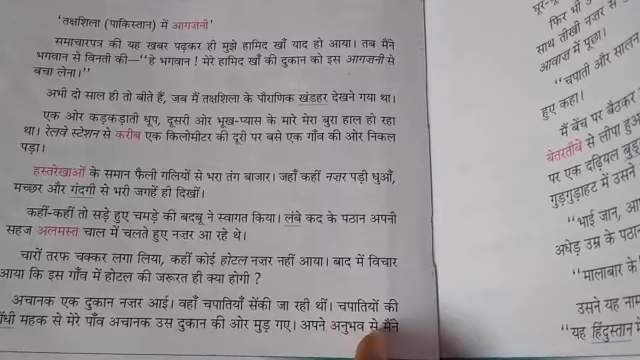 'तक्षशिला (पाकिस्तान) में आगजनी'
समाचारपत्र की यह खबर पढ़कर ही मुझे हामिद खाँ याद हो आया। तब मैंने
भगवान से विनती की—"हे भगवान ! मेरे हामिद खाँ की दुकान को इस आगजनी से
बचा लेना।"
अभी दो साल ही तो बीते हैं, जब मैं तक्षशिला के पौराणिक खंडहर देखने गया था।
एक ओर कड़कड़ाती धूप, दूसरी ओर भूख-प्यास के मारे मेरा बुरा हाल हो रहा
था। रेलवे स्टेशन से करीब एक किलोमीटर की दूरी पर बसे एक गाँव की ओर निकल
पड़ा।
हस्तरेखाओं के समान फैली गलियों से भरा तंग बाजार। जहाँ कहीं नज़र पड़ी धुआँ,
मच्छर और गंदगी से भरी जगहें ही दिखीं।
कहीं-कहीं तो सड़े हुए चमड़े की बदबू ने स्वागत किया। लंबे कद के पठान अपनी
सहज अलमस्त चाल में चलते हुए नज़र आ रहे थे।
चारों तरफ चक्कर लगा लिया, कहीं कोई होटल नज़र नहीं आया। बाद में विचार
आया कि इस गाँव में होटल की जरूरत ही क्या होगी ?
अचानक एक दुकान नज़र आई। वहाँ चपातियाँ सेंकी जा रही थीं। चपातियों की
महक से मेरे पाँव अचानक उस दुकान की ओर मुड़ गए। अपने अनुभव से मैंने
फिर भी
साथ तीखी नज़र से
आवाज़ में पूछा।
"चपाती और सालन
हुए कहा।
मैं बेंच पर बैठकर
बेतरतीबे से लीपा हुआ
पर एक दढ़ियल बुड्
गुड़गुड़ाहट में उसने
"भाई जान, आ
अधेड़ उम्र के पठा
"मालाबार के
उसने यह नाम
"यह हिंदुस्तान में